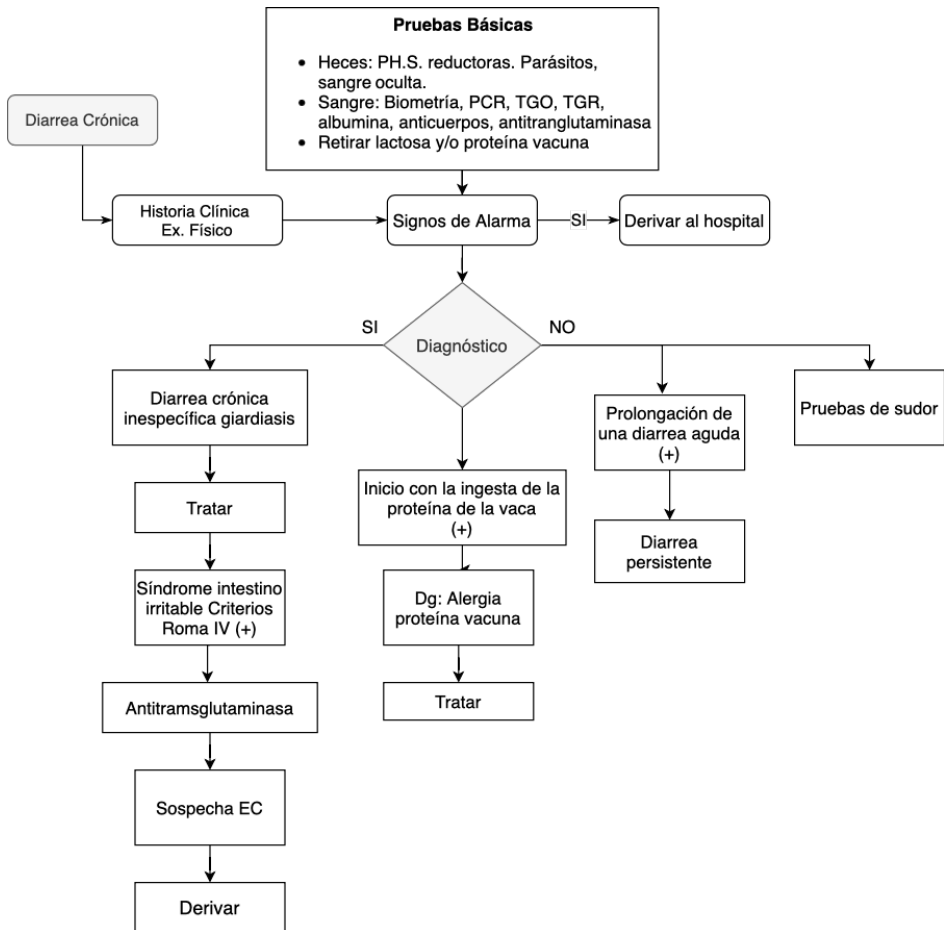 Pruebas Básicas
• Heces: PH.S. reductoras. Parásitos,
sangre oculta.
• Sangre: Biometría, PCR, TGO, TGR,
albumina, anticuerpos, antitranglutaminasa
• Retirar lactosa y/o proteína vacuna
Diarrea Crónica
Historia Clínica
Ex. Físico
Signos de Alarma
SI
Derivar al hospital
Diagnóstico
SI
NO
Diarrea crónica
inespecífica giardiasis
Tratar
Síndrome intestino
irritable Criterios
Roma IV (+)
Antitramsglutaminasa
Sospecha EC
Derivar
Inicio con la ingesta de la
proteína de la vaca
(+)
Dg: Alergia
proteína vacuna
Tratar
Prolongación de
una diarrea aguda
(+)
Diarrea
persistente
Pruebas de sudor